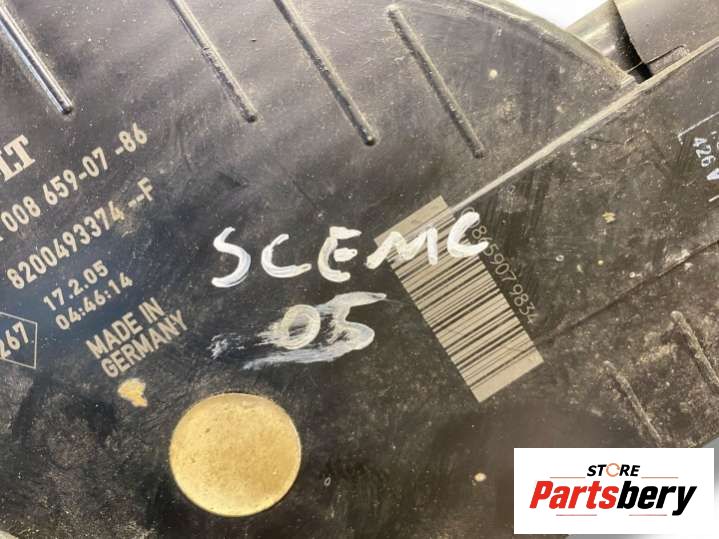 LT
008 659-07-86
8200493374--F
17.2.05
04:46:14
267
MADE IN
GERMANY
SCEMC
05
426
STORE
Partsbery